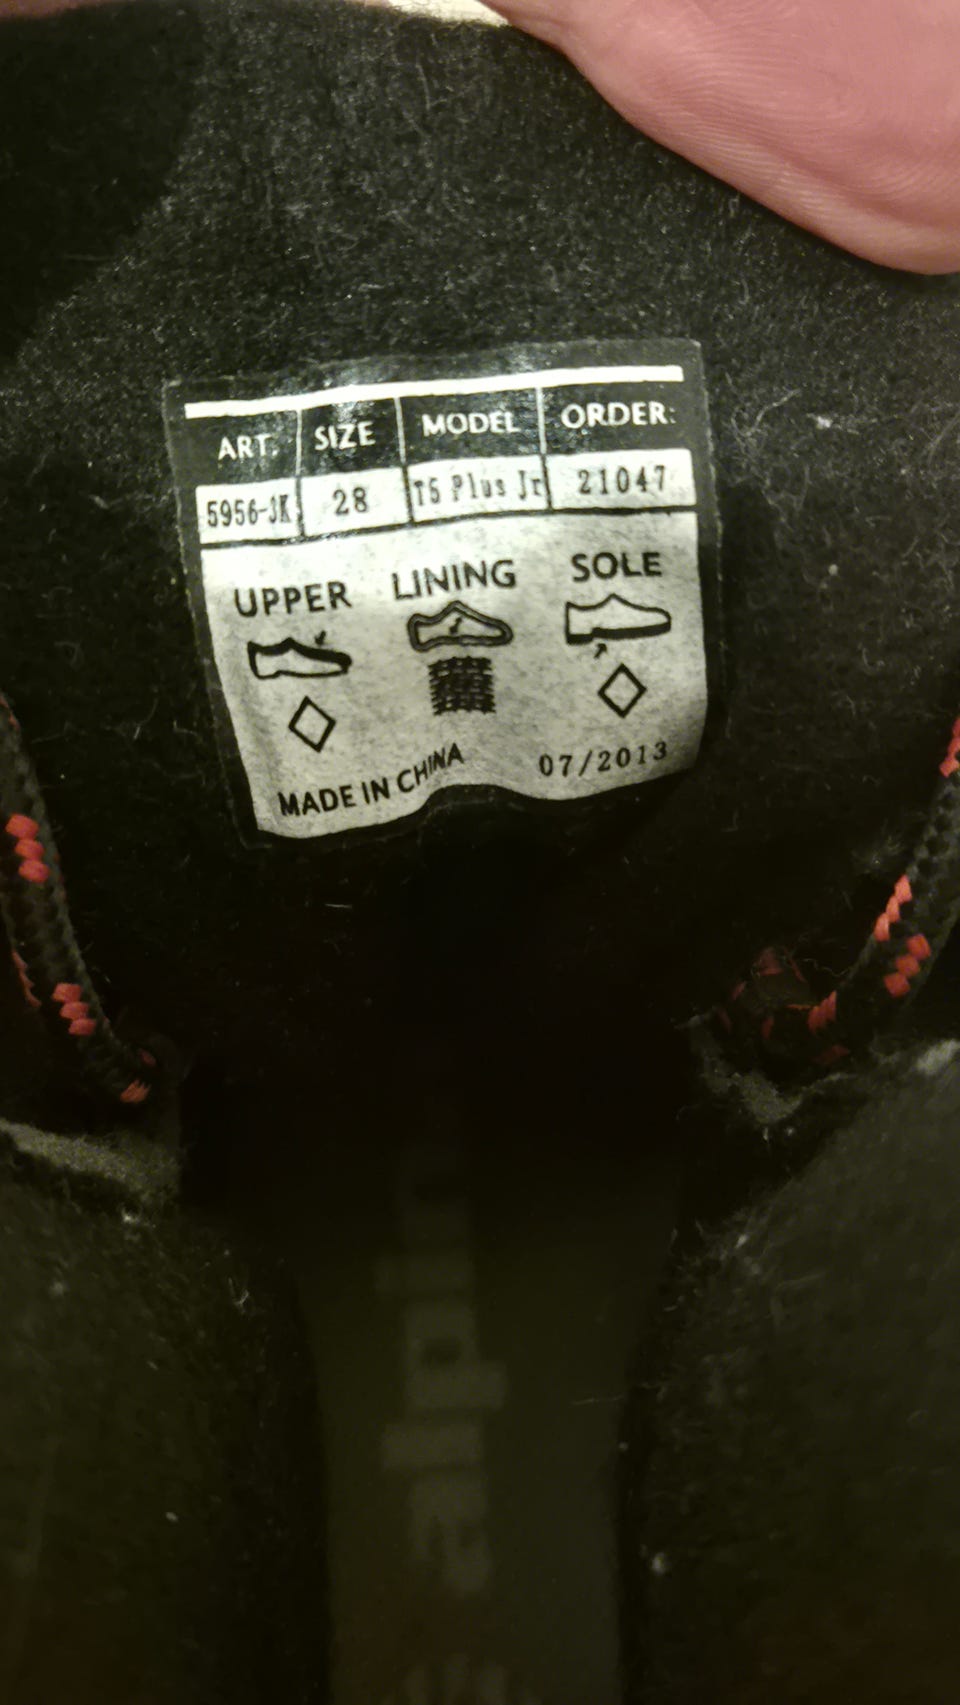 ART. SIZE MODEL ORDER:
5956-JK 28 T5 Plus Jr 21047
UPPER LINING SOLE
MADE IN CHINA 07/2013